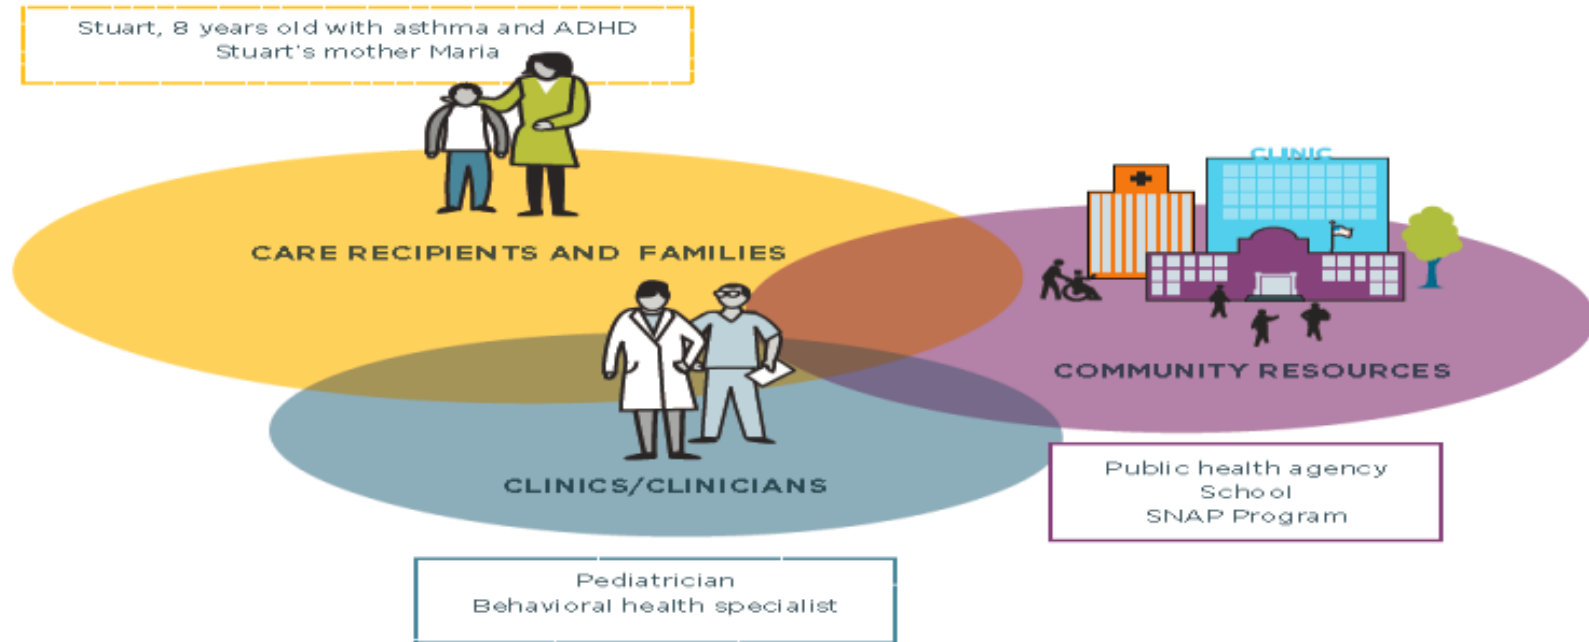 Stuart, 8 years old with asthma and ADHD
Stuart's mother Maria
CLINIC
CARE RECIPIENTS AND FAMILIES
COMMUNITY RESOURCES
CLINICS/CLINICIANS
Public health agency
School
SNAP Program
Pediatrician
Behavioral health specialist